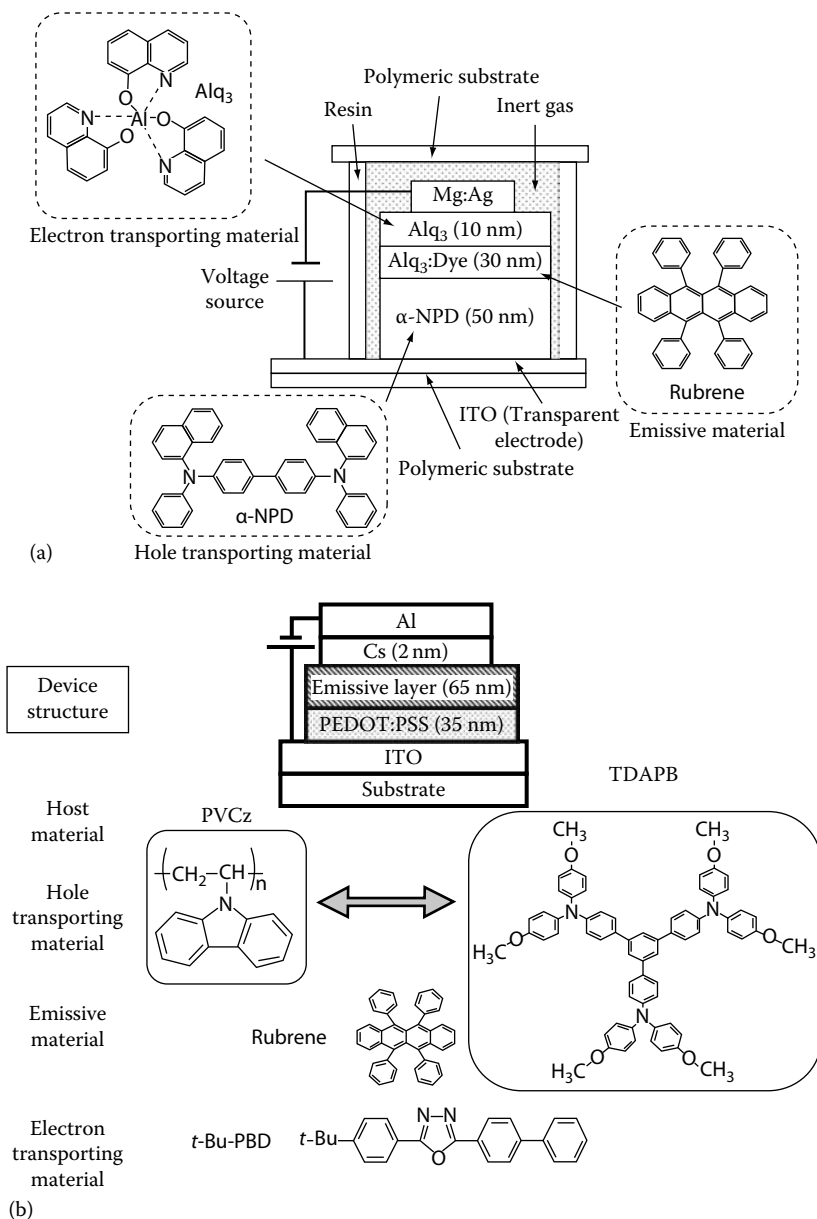 Polymeric substrate
Resin
Inert gas
N
O
Alq3
N
Al
O
O
N
Mg:Ag
Alq3 (10 nm)
Electron transporting material
Alq3:Dye (30 nm)
Voltage
source
α-NPD (50 nm)
Rubrene
ITO (Transparent
electrode)
Emissive material
Polymeric substrate
N
N
α-NPD
(a)
Hole transporting material
Al
Cs (2 nm)
Device
structure
Emissive layer (65 nm)
PEDOT:PSS (35 nm)
ITO
Substrate
TDAPB
Host
material
PVCz
CH2
CH
n
N
Hole
transporting
material
CH3
O
CH3
O
N
N
H3C
O
O
CH3
N
H3C
O
O
CH3
Emissive
material
Rubrene
Electron
transporting
material
t-Bu-PBD
t-Bu
N
N
O
(b)